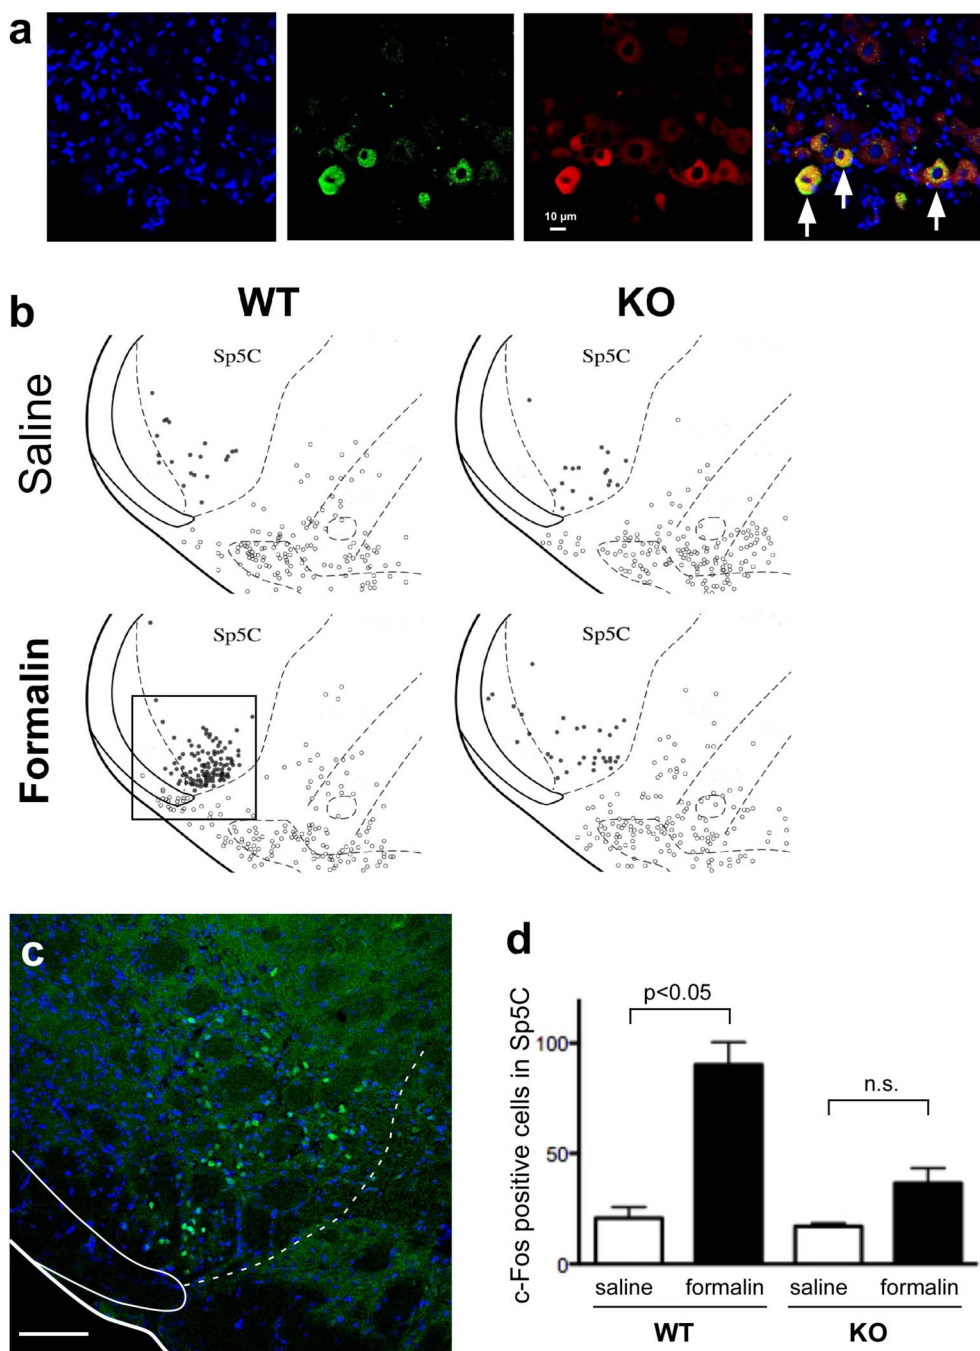 a
10 µm
b
WT
KO
Saline
Sp5C
Sp5C
Formalin
Sp5C
Sp5C
c
d
c-Fos positive cells in Sp5C
100
50
0
p<0.05
n.s.
saline
formalin
saline
formalin
WT
KO